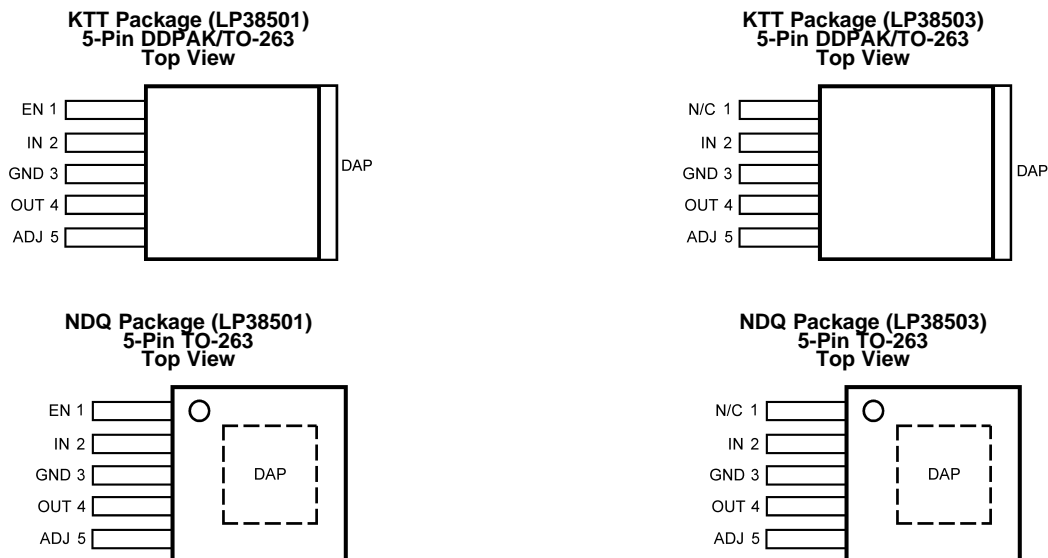 KTT Package (LP38501)
5-Pin DDPAK/TO-263
Top View
EN 1
IN 2
GND 3
OUT 4
ADJ 5
DAP
KTT Package (LP38503)
5-Pin DDPAK/TO-263
Top View
N/C 1
IN 2
GND 3
OUT 4
ADJ 5
DAP
NDQ Package (LP38501)
5-Pin TO-263
Top View
EN 1
IN 2
GND 3
OUT 4
ADJ 5
DAP
NDQ Package (LP38503)
5-Pin TO-263
Top View
N/C 1
IN 2
GND 3
OUT 4
ADJ 5
DAP